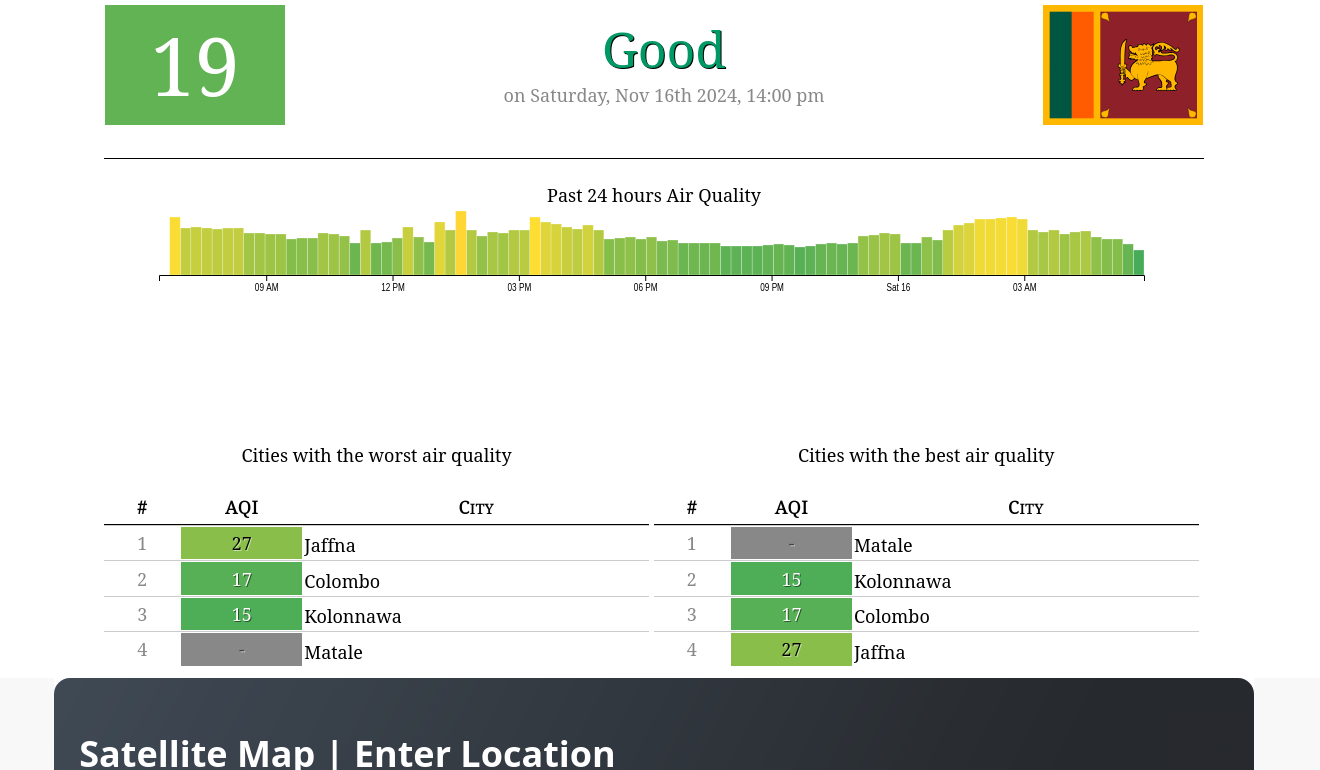 19
Good
on Saturday, Nov 16th 2024, 14:00 pm
Past 24 hours Air Quality
09 AM 12 PM 03 PM 06 PM 09 PM Sat 16 03 AM
Cities with the worst air quality
# AQI City
1 27 Jaffna
2 17 Colombo
3 15 Kolonnawa
4 - Matale
Cities with the best air quality
# AQI City
1 - Matale
2 15 Kolonnawa
3 17 Colombo
4 27 Jaffna
Satellite Map | Enter Location